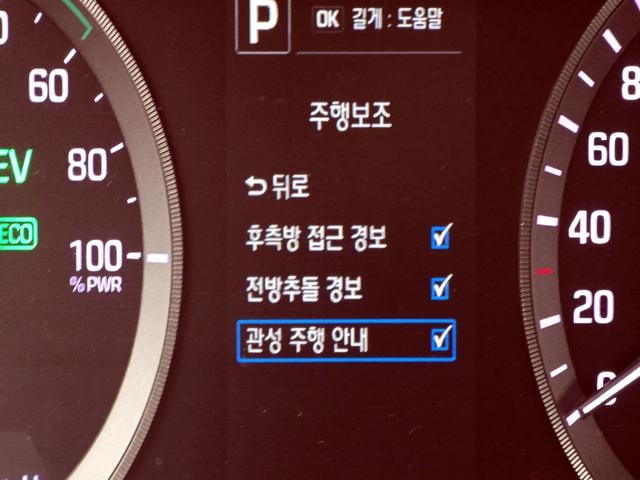 P
OK 길게 : 도움말
주행보조
뒤로
후측방 접근 경보
전방추돌 경보
관성 주행 안내
60
80
100
%PWR
EV
ECO
60
40
20
0